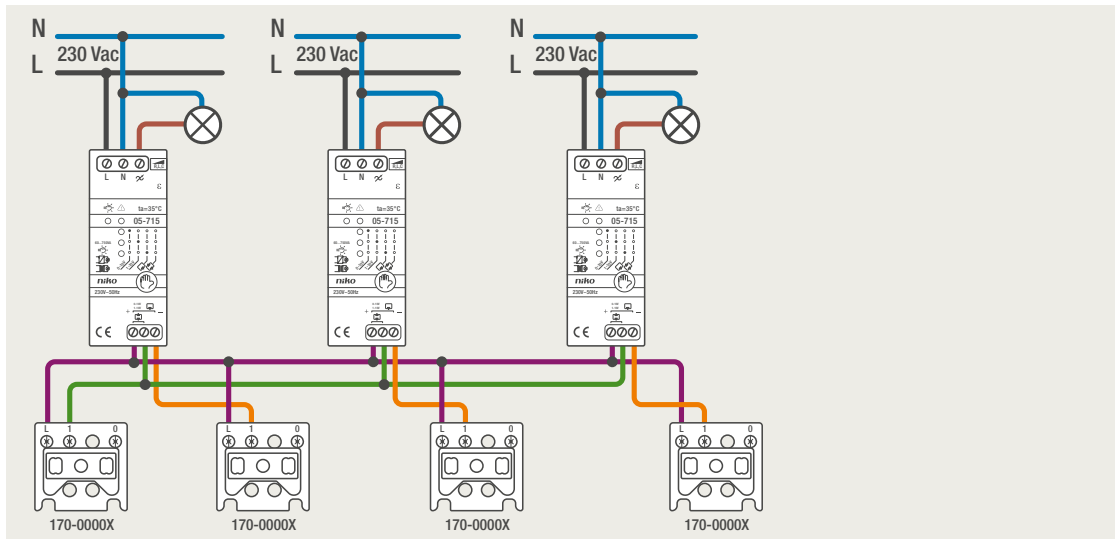 N N N
230 Vac 230 Vac 230 Vac
L L L
R,L,C R,L,C R,L,C
L N L N L N
ε ε ε
ta=35°C ta=35°C ta=35°C
05-715 05-715 05-715
niko niko niko
230V~50Hz 230V~50Hz 230V~50Hz
+ - + - + -
CE CE CE
L 1 0 L 1 0 L 1 0 L 1 0
170-0000X 170-0000X 170-0000X 170-0000X